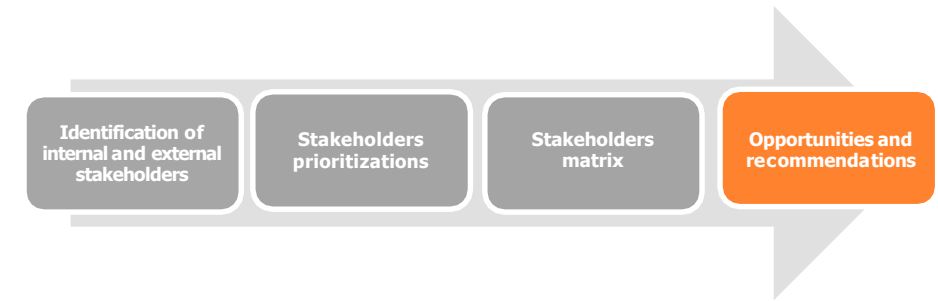 Identification of
internal and external
stakeholders
Stakeholders
prioritizations
Stakeholders
matrix
Opportunities and
recommendations